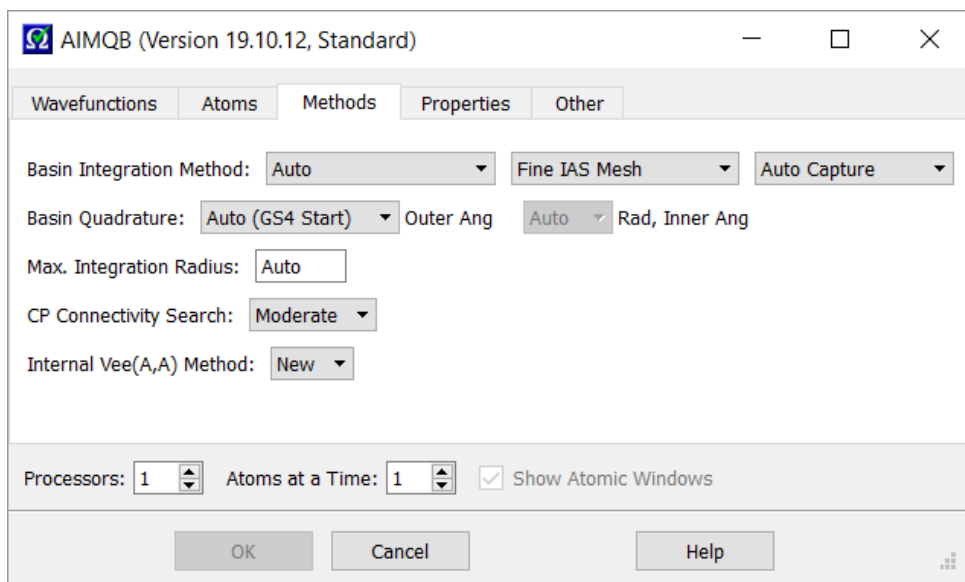 AIMQB (Version 19.10.12, Standard)
Wavefunctions Atoms Methods Properties Other
Basin Integration Method: Auto Fine IAS Mesh Auto Capture
Basin Quadrature: Auto (GS4 Start) Outer Ang Auto Rad, Inner Ang
Max. Integration Radius: Auto
CP Connectivity Search: Moderate
Internal Vee(A,A) Method: New
Processors: 1 Atoms at a Time: 1 Show Atomic Windows
OK Cancel Help